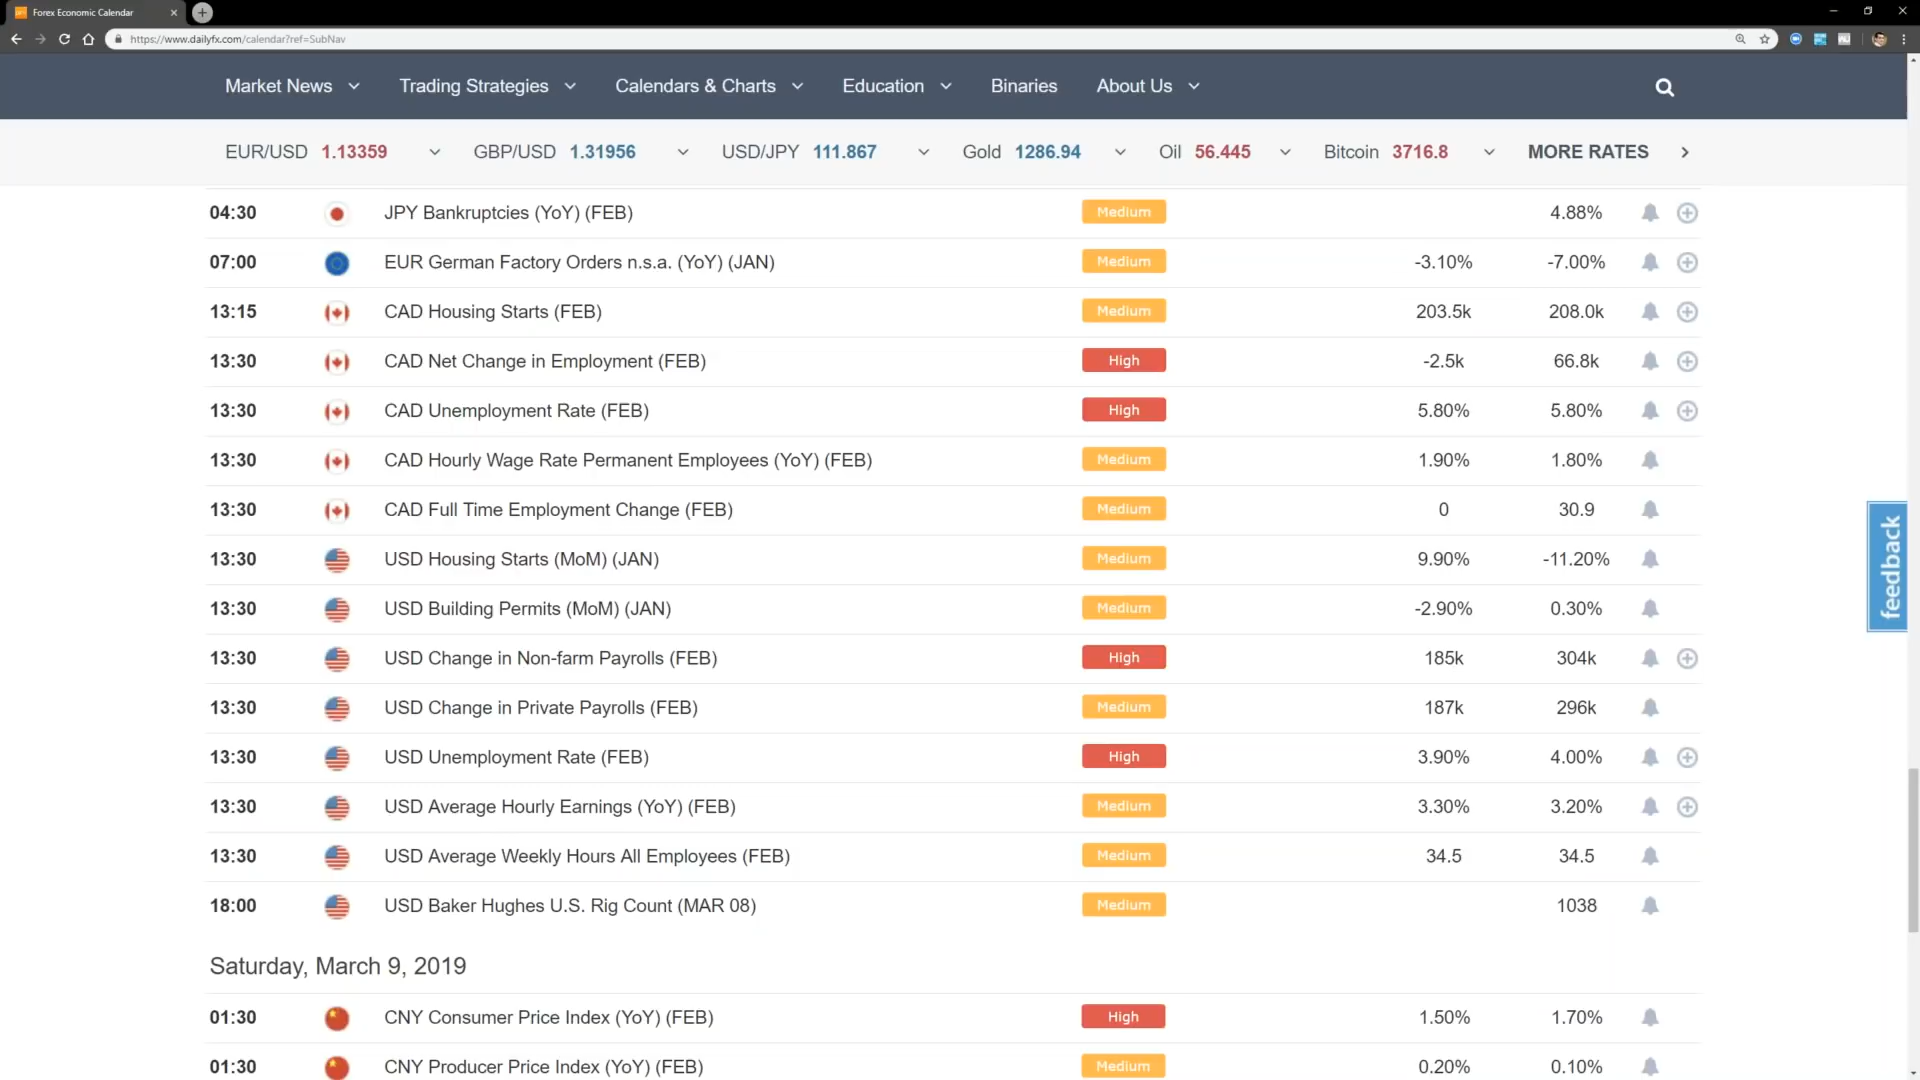 Forex Economic Calendar
https://www.dailyfx.com/calendar?ref=SubNav
Market News Trading Strategies Calendars & Charts Education Binaries About Us
EUR/USD 1.13359 GBP/USD 1.31956 USD/JPY 111.867 Gold 1286.94 Oil 56.445 Bitcoin 3716.8 MORE RATES
04:30 JPY Bankruptcies (YoY) (FEB) Medium 4.88%
07:00 EUR German Factory Orders n.s.a. (YoY) (JAN) Medium -3.10% -7.00%
13:15 CAD Housing Starts (FEB) Medium 203.5k 208.0k
13:30 CAD Net Change in Employment (FEB) High -2.5k 66.8k
13:30 CAD Unemployment Rate (FEB) High 5.80% 5.80%
13:30 CAD Hourly Wage Rate Permanent Employees (YoY) (FEB) Medium 1.90% 1.80%
13:30 CAD Full Time Employment Change (FEB) Medium 0 30.9
13:30 USD Housing Starts (MoM) (JAN) Medium 9.90% -11.20%
13:30 USD Building Permits (MoM) (JAN) Medium -2.90% 0.30%
13:30 USD Change in Non-farm Payrolls (FEB) High 185k 304k
13:30 USD Change in Private Payrolls (FEB) Medium 187k 296k
13:30 USD Unemployment Rate (FEB) High 3.90% 4.00%
13:30 USD Average Hourly Earnings (YoY) (FEB) Medium 3.30% 3.20%
13:30 USD Average Weekly Hours All Employees (FEB) Medium 34.5 34.5
18:00 USD Baker Hughes U.S. Rig Count (MAR 08) Medium 1038
Saturday, March 9, 2019
01:30 CNY Consumer Price Index (YoY) (FEB) High 1.50% 1.70%
01:30 CNY Producer Price Index (YoY) (FEB) Medium 0.20% 0.10%
feedback